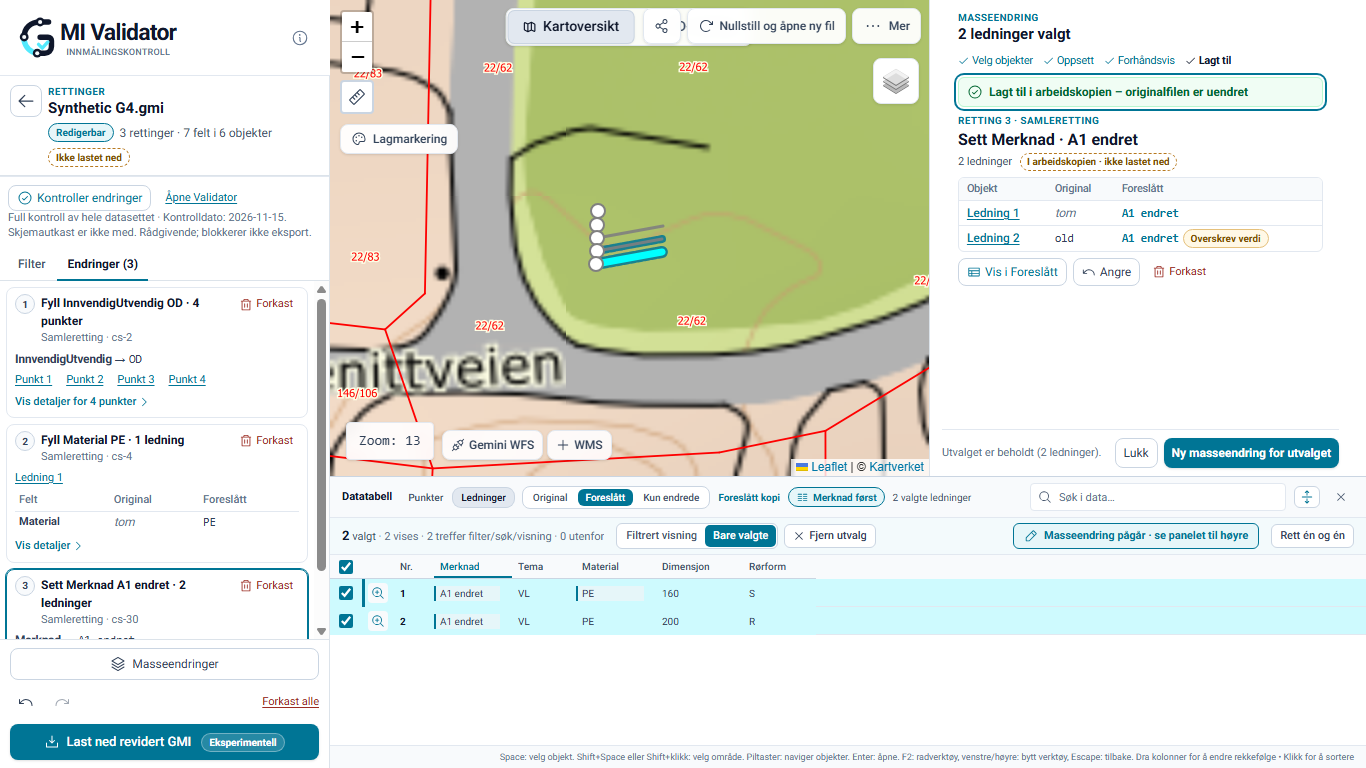 MI Validator
INNMÅLINGSKONTROLL
RETTINGER
Synthetic G4.gmi
Redigerbar 3 rettinger · 7 felt i 6 objekter
Ikke lastet ned
Kontroller endringer Åpne Validator
Full kontroll av hele datasettet · Kontrolldato: 2026-11-15.
Skjemautkast er ikke med. Rådgivende; blokkerer ikke eksport.
Filter Endringer (3)
1 Fyll InnvendigUtvendig OD · 4 punkter Forkast
Samleretting · cs-2
InnvendigUtvendig → OD
Punkt 1 Punkt 2 Punkt 3 Punkt 4
Vis detaljer for 4 punkter
2 Fyll Material PE · 1 ledning Forkast
Samleretting · cs-4
Ledning 1
Felt Original Foreslått
Material tom PE
Vis detaljer
3 Sett Merknad A1 endret · 2 ledninger Forkast
Samleretting · cs-30
Merknad → A1 endret
Masseendringer
Forkast alle
Last ned revidert GMI Eksperimentell
+
−
Kartoversikt
Nullstill og åpne ny fil
Mer
Lagmarkering
22/83
22/62
22/62
22/83
22/62
22/62
22/
146/106
enittveien
Zoom: 13
Gemini WFS
+ WMS
Leaflet | © Kartverket
MASSEENDRING
2 ledninger valgt
Velg objekter Oppsett Forhåndsvis Lagt til
Lagt til i arbeidskopien – originalfilen er uendret
RETTING 3 · SAMLERETTING
Sett Merknad · A1 endret
2 ledninger I arbeidskopien · ikke lastet ned
Objekt Original Foreslått
Ledning 1 tom A1 endret
Ledning 2 old A1 endret Overskrev verdi
Vis i Foreslått Angre Forkast
Utvalget er beholdt (2 ledninger). Lukk Ny masseendring for utvalget
Datatabell Punkter Ledninger Original Foreslått Kun endrede Foreslått kopi Merknad først 2 valgte ledninger Søk i data…
2 valgt · 2 vises · 2 treffer filter/søk/visning · 0 utenfor Filtrert visning Bare valgte Fjern utvalg Masseendring pågår · se panelet til høyre Rett én og én
Nr. Merknad Tema Material Dimensjon Rørform
1 A1 endret VL PE 160 S
2 A1 endret VL PE 200 R
Space: velg objekt. Shift+Space eller Shift+klikk: velg område. Piltaster: naviger objekter. Enter: åpne. F2: radverktøy, venstre/høyre: bytt verktøy, Escape: tilbake. Dra kolonner for å endre rekkefølge • Klikk for å sortere